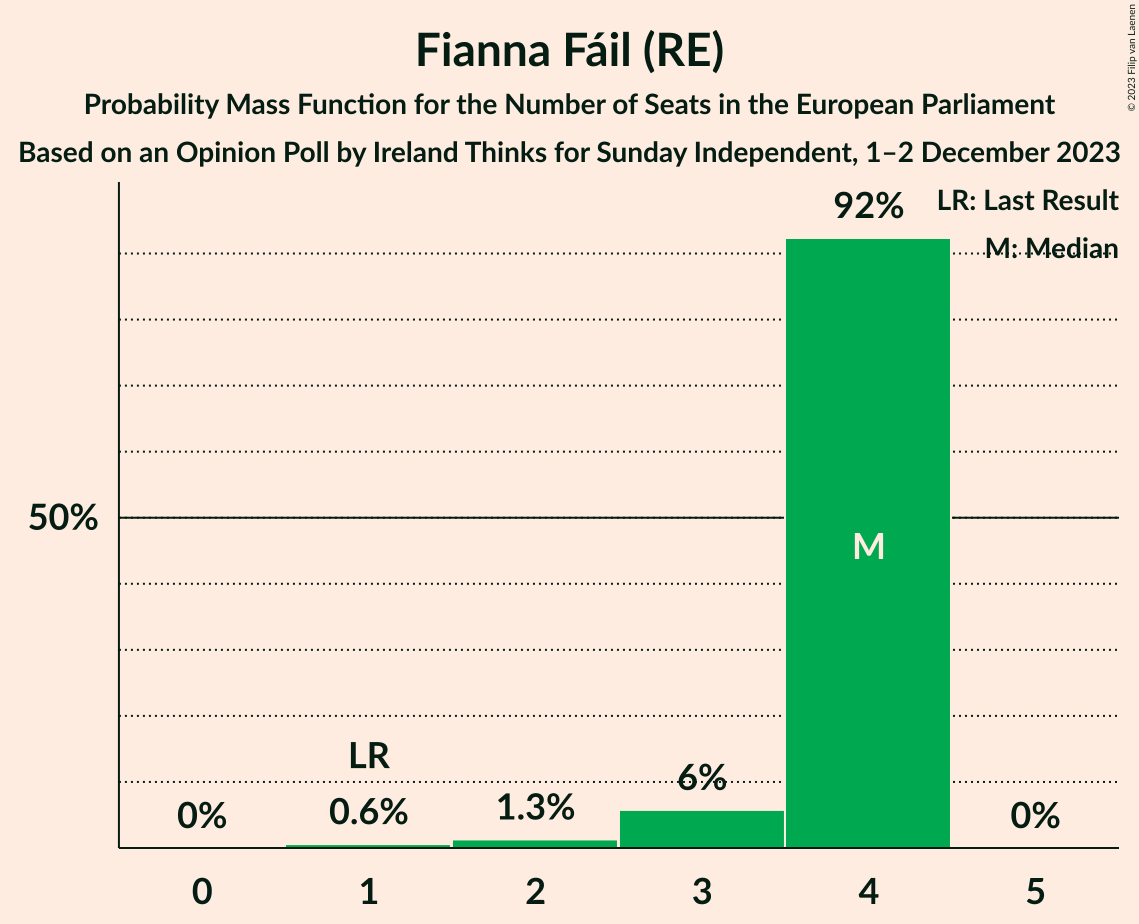 Fianna Fáil (RE)
Probability Mass Function for the Number of Seats in the European Parliament
Based on an Opinion Poll by Ireland Thinks for Sunday Independent, 1–2 December 2023
© 2023 Filip van Laenen
LR: Last Result
M: Median
92%
50%
M
LR
0%
0.6%
1.3%
6%
0%
0
1
2
3
4
5